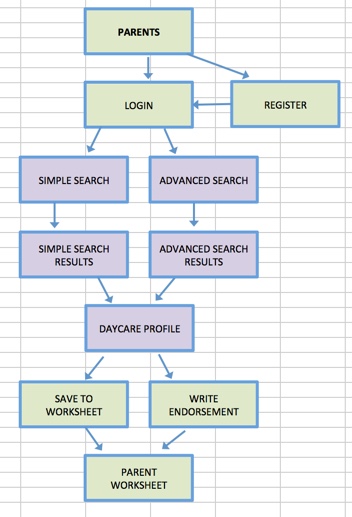 PARENTS
LOGIN
REGISTER
SIMPLE SEARCH
ADVANCED SEARCH
SIMPLE SEARCH
RESULTS
ADVANCED SEARCH
RESULTS
DAYCARE PROFILE
SAVE TO
WORKSHEET
WRITE
ENDORSEMENT
PARENT
WORKSHEET